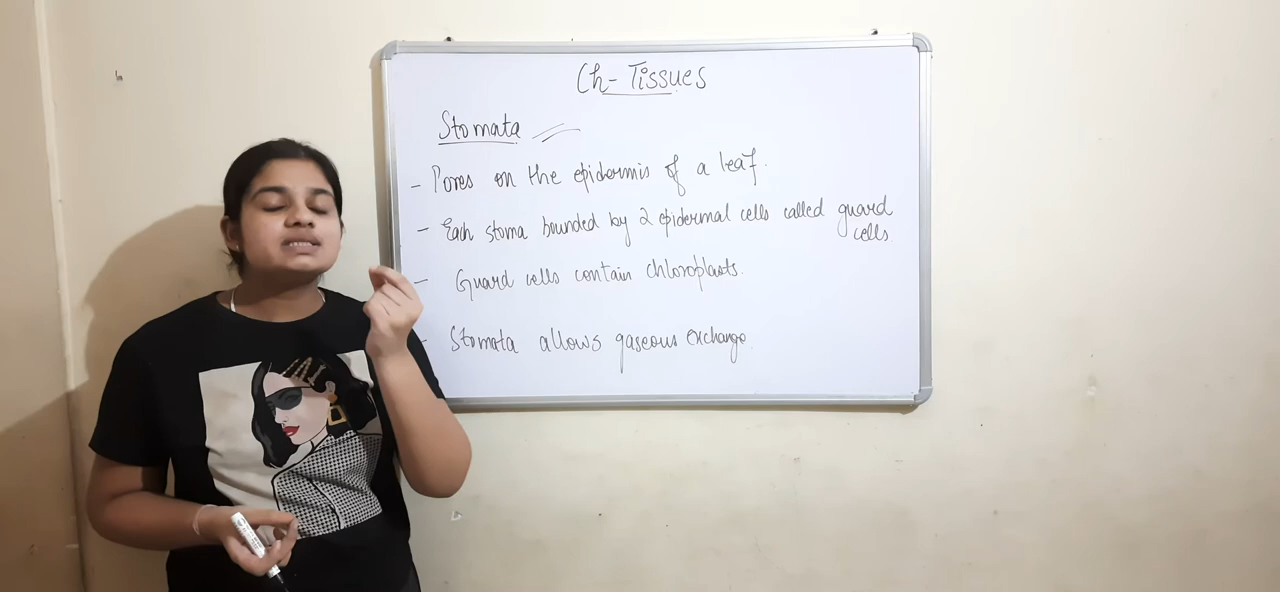 Ch- Tissues
Stomata
- Pores on the epidermis of a leaf.
- Each stoma bounded by 2 epidermal cells called guard
cells
- Guard cells contain chloroplasts.
- Stomata allows gaseous exchange.